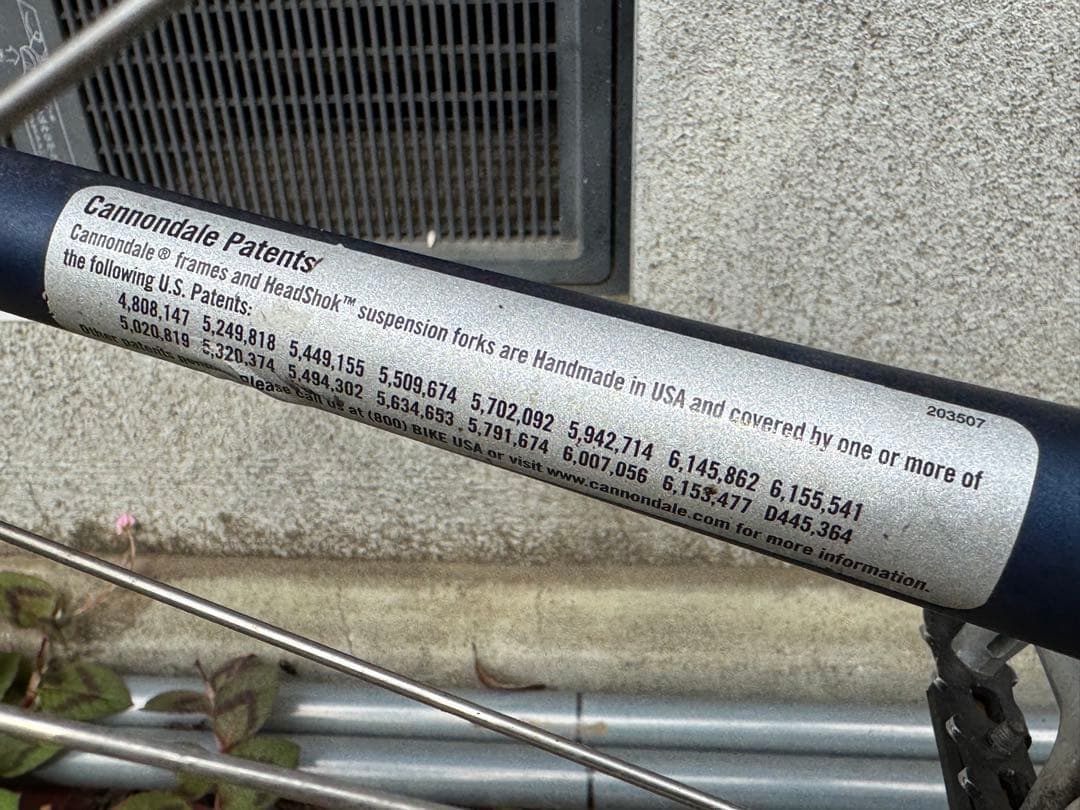 Cannondale Patents
Cannondale® frames and HeadShok™ suspension forks are Handmade in USA and covered by one or more of
the following U.S. Patents:
4,808,147 5,249,818 5,449,155 5,509,674 5,702,092 5,942,714 6,145,862 6,155,541
5,020,819 5,320,374 5,494,302 5,634,653 5,791,674 6,007,056 6,153,477 D445,364
Other patents
Please call us at (800) BIKE USA or visit www.cannondale.com for more information.
203507